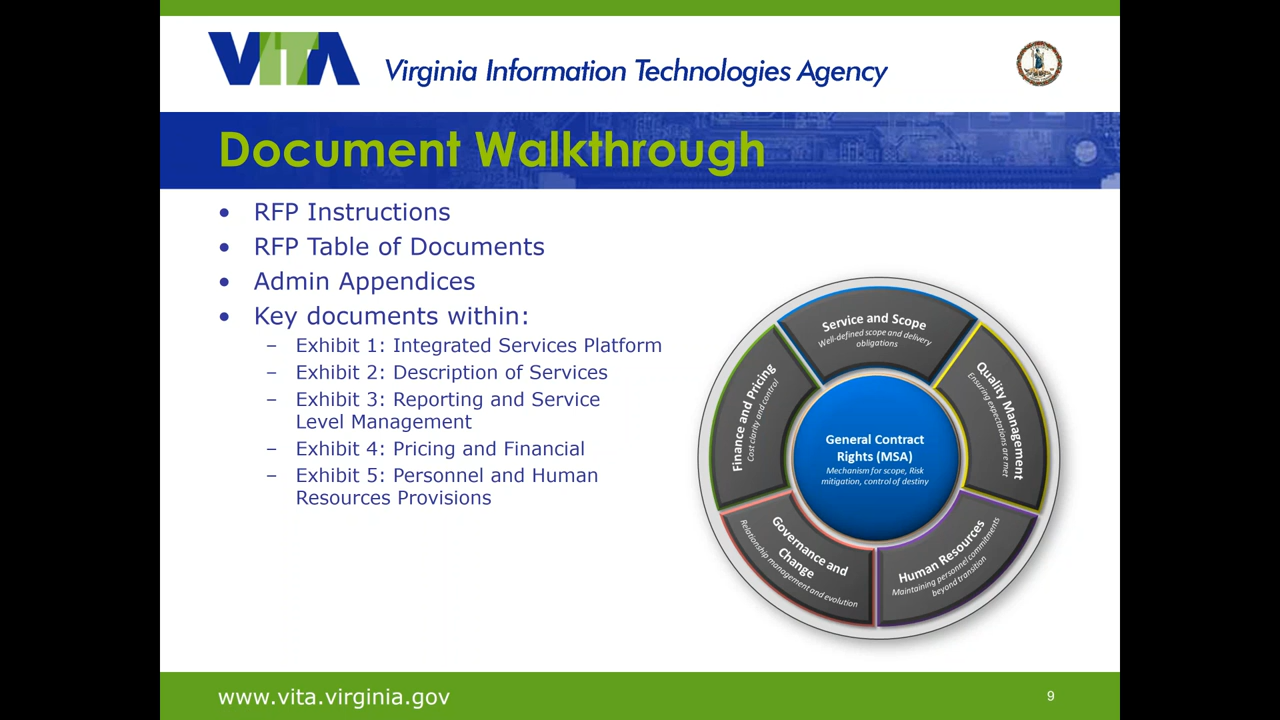 VITA
Virginia Information Technologies Agency
Document Walkthrough
• RFP Instructions
• RFP Table of Documents
• Admin Appendices
• Key documents within:
– Exhibit 1: Integrated Services Platform
– Exhibit 2: Description of Services
– Exhibit 3: Reporting and Service
Level Management
– Exhibit 4: Pricing and Financial
– Exhibit 5: Personnel and Human
Resources Provisions
Service and Scope
Well-defined scope and delivery
obligations
Quality Management
Ensuring expectations are met
Human Resources
Maintaining personnel commitments
beyond transition
Governance and
Change
Relationship management and evolution
Finance and Pricing
Cost clarity and control
General Contract
Rights (MSA)
Mechanism for scope, Risk
mitigation, control of destiny
www.vita.virginia.gov
9